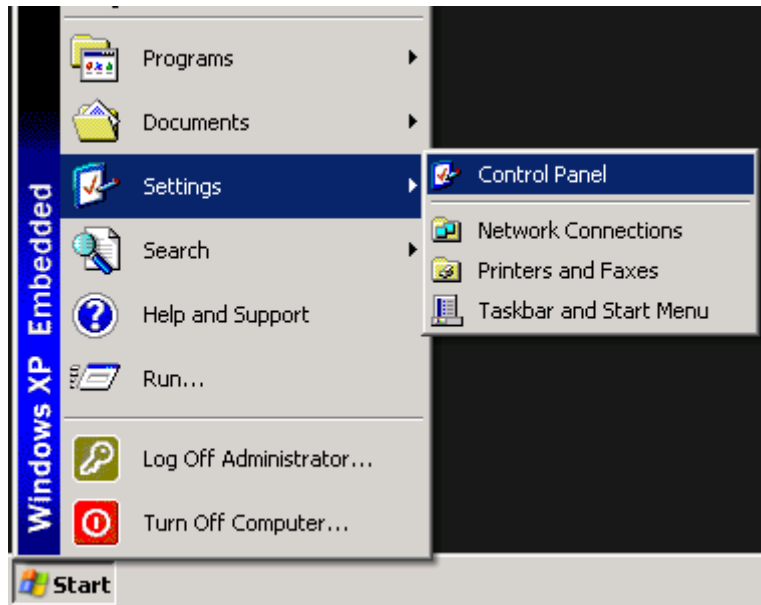 Programs
Documents
Settings
Control Panel
Network Connections
Printers and Faxes
Taskbar and Start Menu
Search
Help and Support
Run...
Log Off Administrator...
Turn Off Computer...
Windows XP Embedded
Start